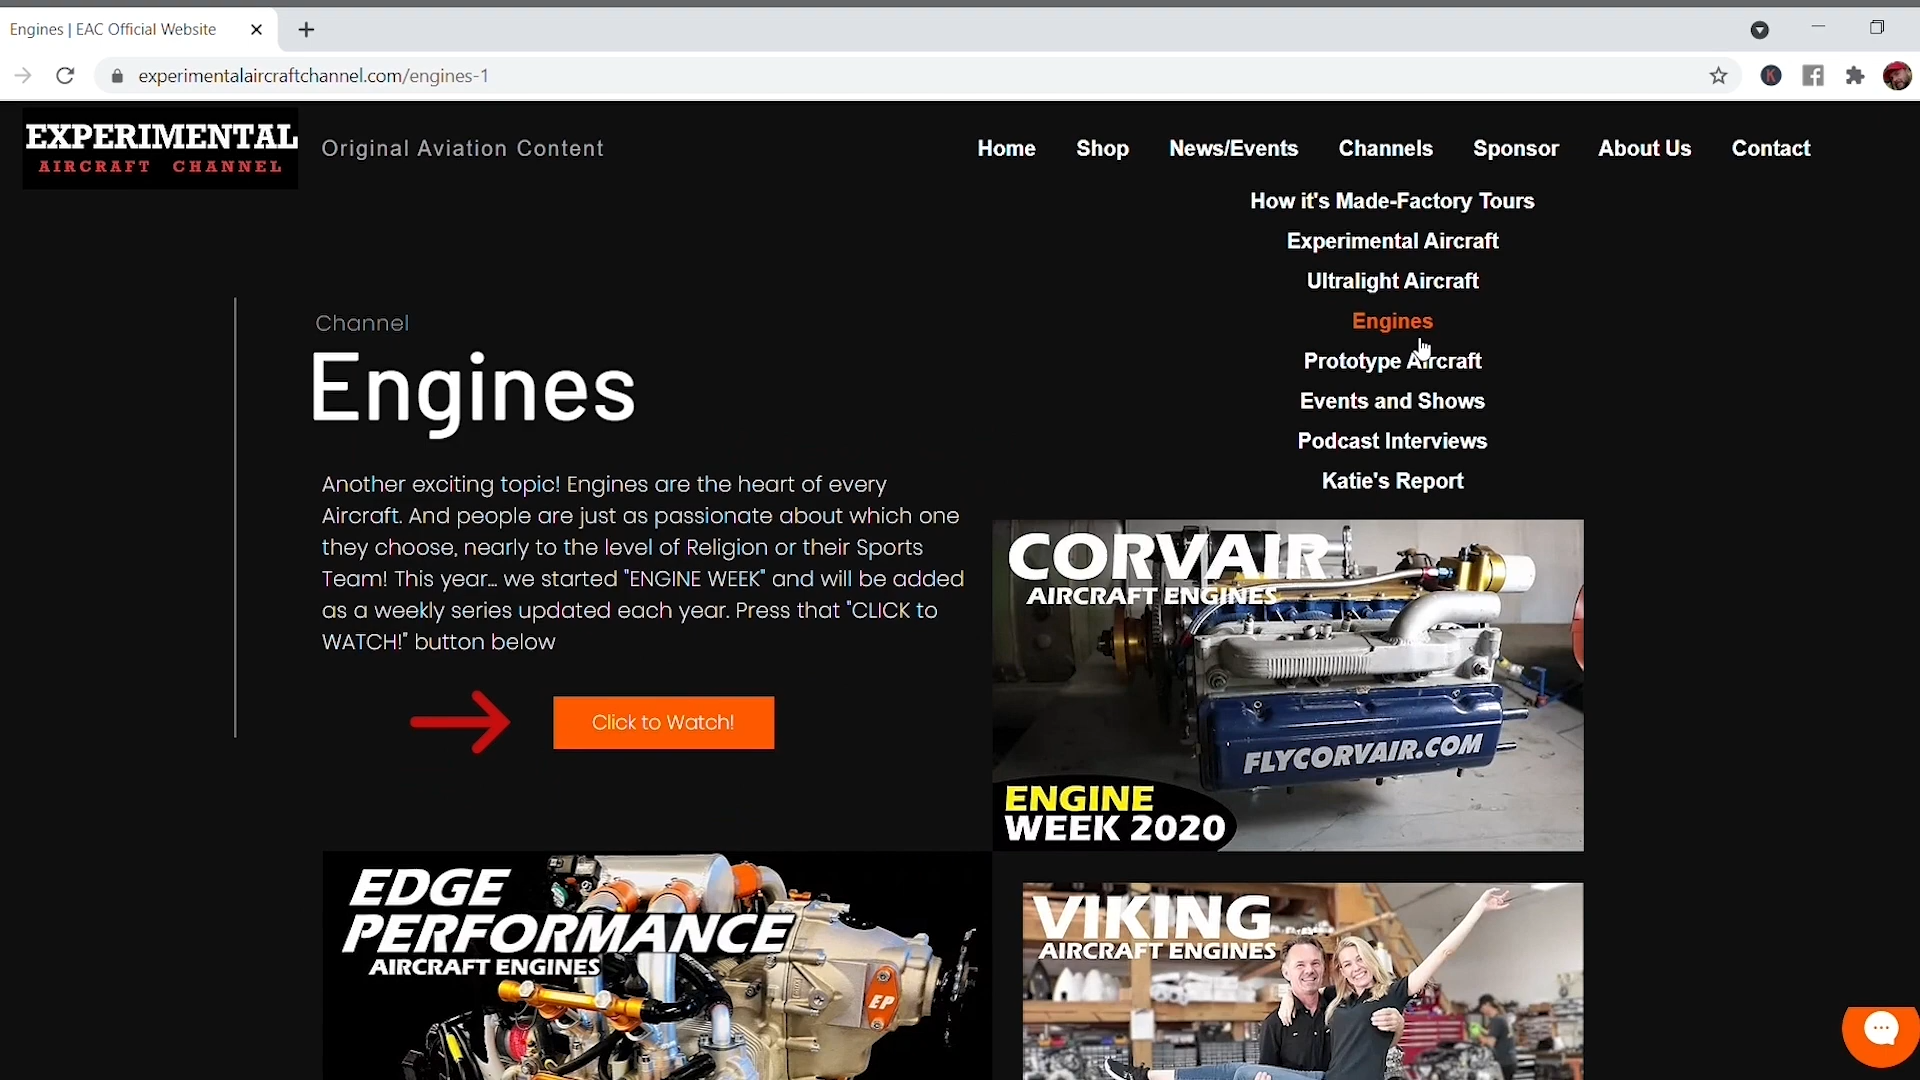 Engines | EAC Official Website
experimentalaircraftchannel.com/engines-1
K
EXPERIMENTAL
AIRCRAFT CHANNEL
Original Aviation Content
Home Shop News/Events Channels Sponsor About Us Contact
How it's Made-Factory Tours
Experimental Aircraft
Ultralight Aircraft
Engines
Prototype Aircraft
Events and Shows
Podcast Interviews
Katie's Report
Channel
Engines
Another exciting topic! Engines are the heart of every
Aircraft. And people are just as passionate about which one
they choose, nearly to the level of Religion or their Sports
Team! This year... we started "ENGINE WEEK" and will be added
as a weekly series updated each year. Press that "CLICK to
WATCH!" button below
Click to Watch!
CORVAIR
AIRCRAFT ENGINES
FLYCORVAIR.COM
ENGINE
WEEK 2020
EDGE
PERFORMANCE
AIRCRAFT ENGINES
EP
VIKING
AIRCRAFT ENGINES